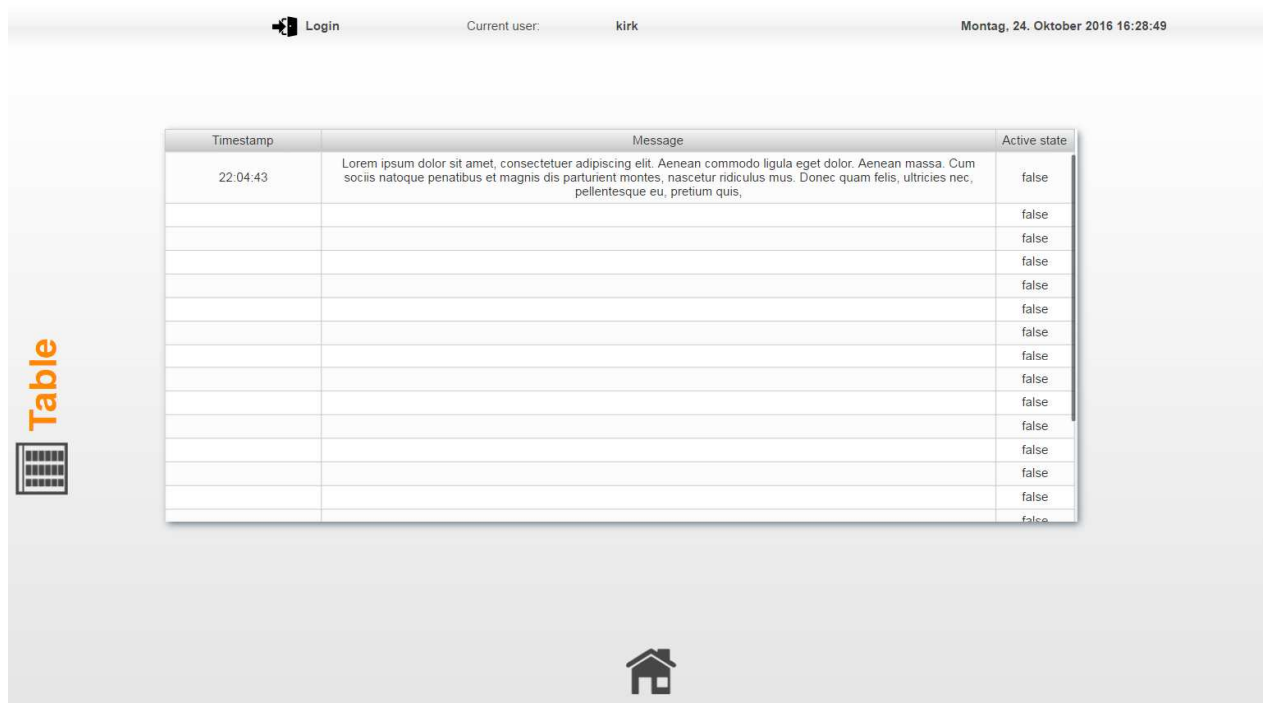 Login Current user: kirk Montag, 24. Oktober 2016 16:28:49
Timestamp Message Active state
Lorem ipsum dolor sit amet, consectetuer adipiscing elit. Aenean commodo ligula eget dolor. Aenean massa. Cum
22:04:43 sociis natoque penatibus et magnis dis parturient montes, nascetur ridiculus mus. Donec quam felis, ultricies nec, false
pellentesque eu, pretium quis,
false
false
false
false
false
false
false
false
false
false
false
false
false
false
Table